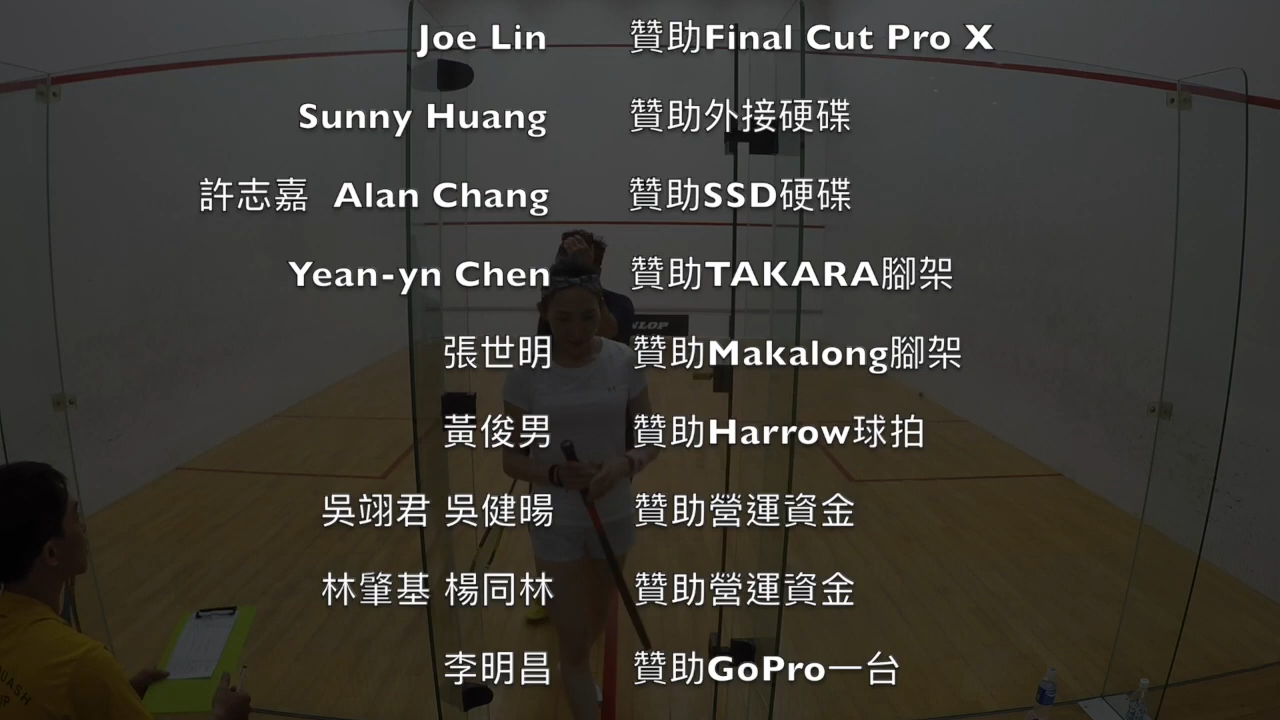 Joe Lin 贊助Final Cut Pro X
Sunny Huang 贊助外接硬碟
許志嘉 Alan Chang 贊助SSD硬碟
Yean-yn Chen 贊助TAKARA腳架
張世明 贊助Makalong腳架
NLOP
黃俊男 贊助Harrow球拍
吳翊君 吳健暘 贊助營運資金
林肇基 楊同林 贊助營運資金
李明昌 贊助GoPro一台
UASH